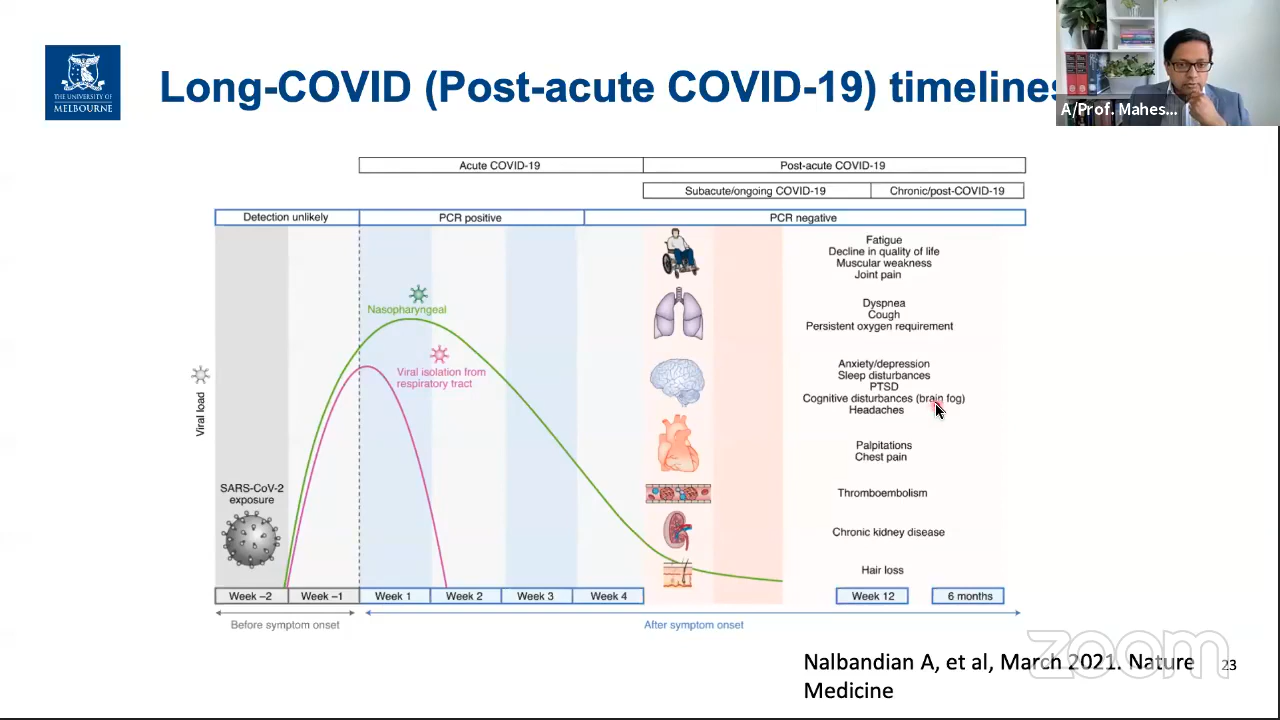 THE UNIVERSITY OF
MELBOURNE
Long-COVID (Post-acute COVID-19) timelines
A/Prof. Mahes...
Acute COVID-19
Post-acute COVID-19
Subacute/ongoing COVID-19
Chronic/post-COVID-19
Detection unlikely
PCR positive
PCR negative
Fatigue
Decline in quality of life
Muscular weakness
Joint pain
Nasopharyngeal
Dyspnea
Cough
Persistent oxygen requirement
Viral isolation from
respiratory tract
Anxiety/depression
Sleep disturbances
PTSD
Cognitive disturbances (brain fog)
Headaches
Viral load
Palpitations
Chest pain
SARS-CoV-2
exposure
Thromboembolism
Chronic kidney disease
Hair loss
Week –2
Week –1
Week 1
Week 2
Week 3
Week 4
Week 12
6 months
Before symptom onset
After symptom onset
zoom
Nalbandian A, et al, March 2021. Nature
Medicine
23